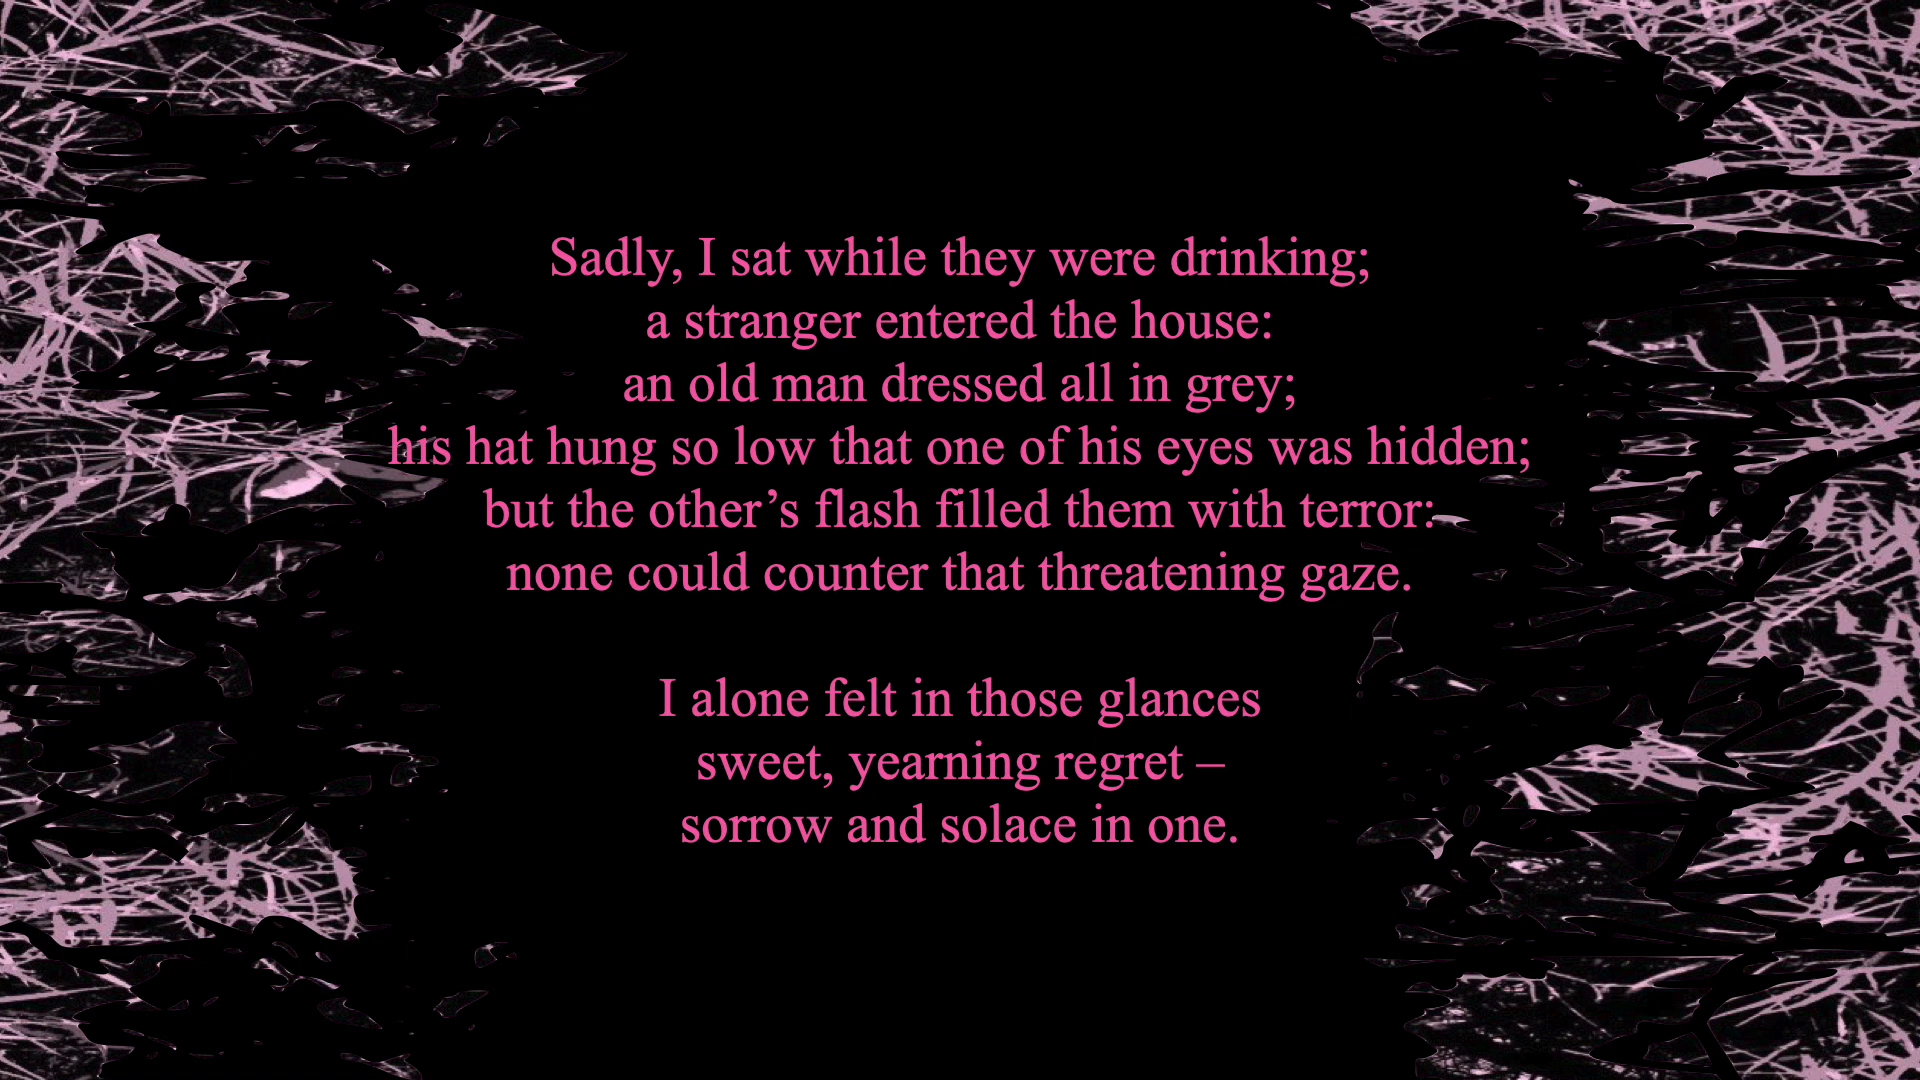 Sadly, I sat while they were drinking;
a stranger entered the house:
an old man dressed all in grey;
his hat hung so low that one of his eyes was hidden;
but the other’s flash filled them with terror:
none could counter that threatening gaze.
I alone felt in those glances
sweet, yearning regret –
sorrow and solace in one.